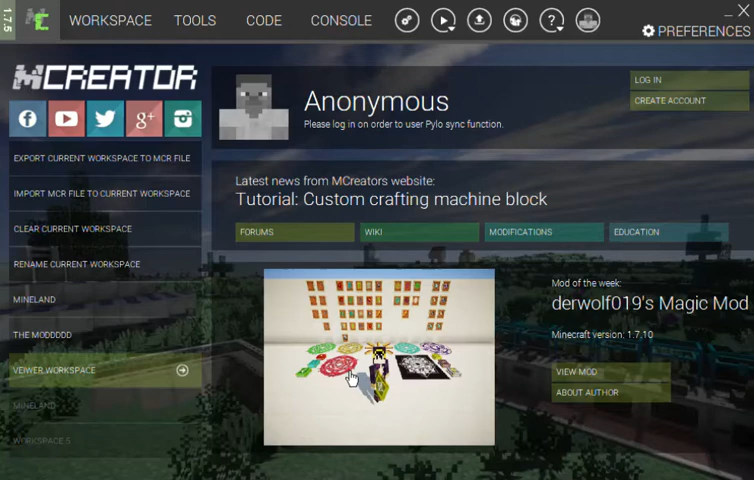 1.7.5
WORKSPACE TOOLS CODE CONSOLE
PREFERENCES
MCREATOR
EXPORT CURRENT WORKSPACE TO MCR FILE
IMPORT MCR FILE TO CURRENT WORKSPACE
CLEAR CURRENT WORKSPACE
RENAME CURRENT WORKSPACE
MINELAND
THE MODDDDD
VEIWER WORKSPACE
MINELAND
WORKSPACE 5
Anonymous
Please log in on order to user Pylo sync function.
LOG IN
CREATE ACCOUNT
Latest news from MCreators website:
Tutorial: Custom crafting machine block
FORUMS WIKI MODIFICATIONS EDUCATION
Mod of the week:
derwolf019's Magic Mod
Minecraft version: 1.7.10
VIEW MOD
ABOUT AUTHOR